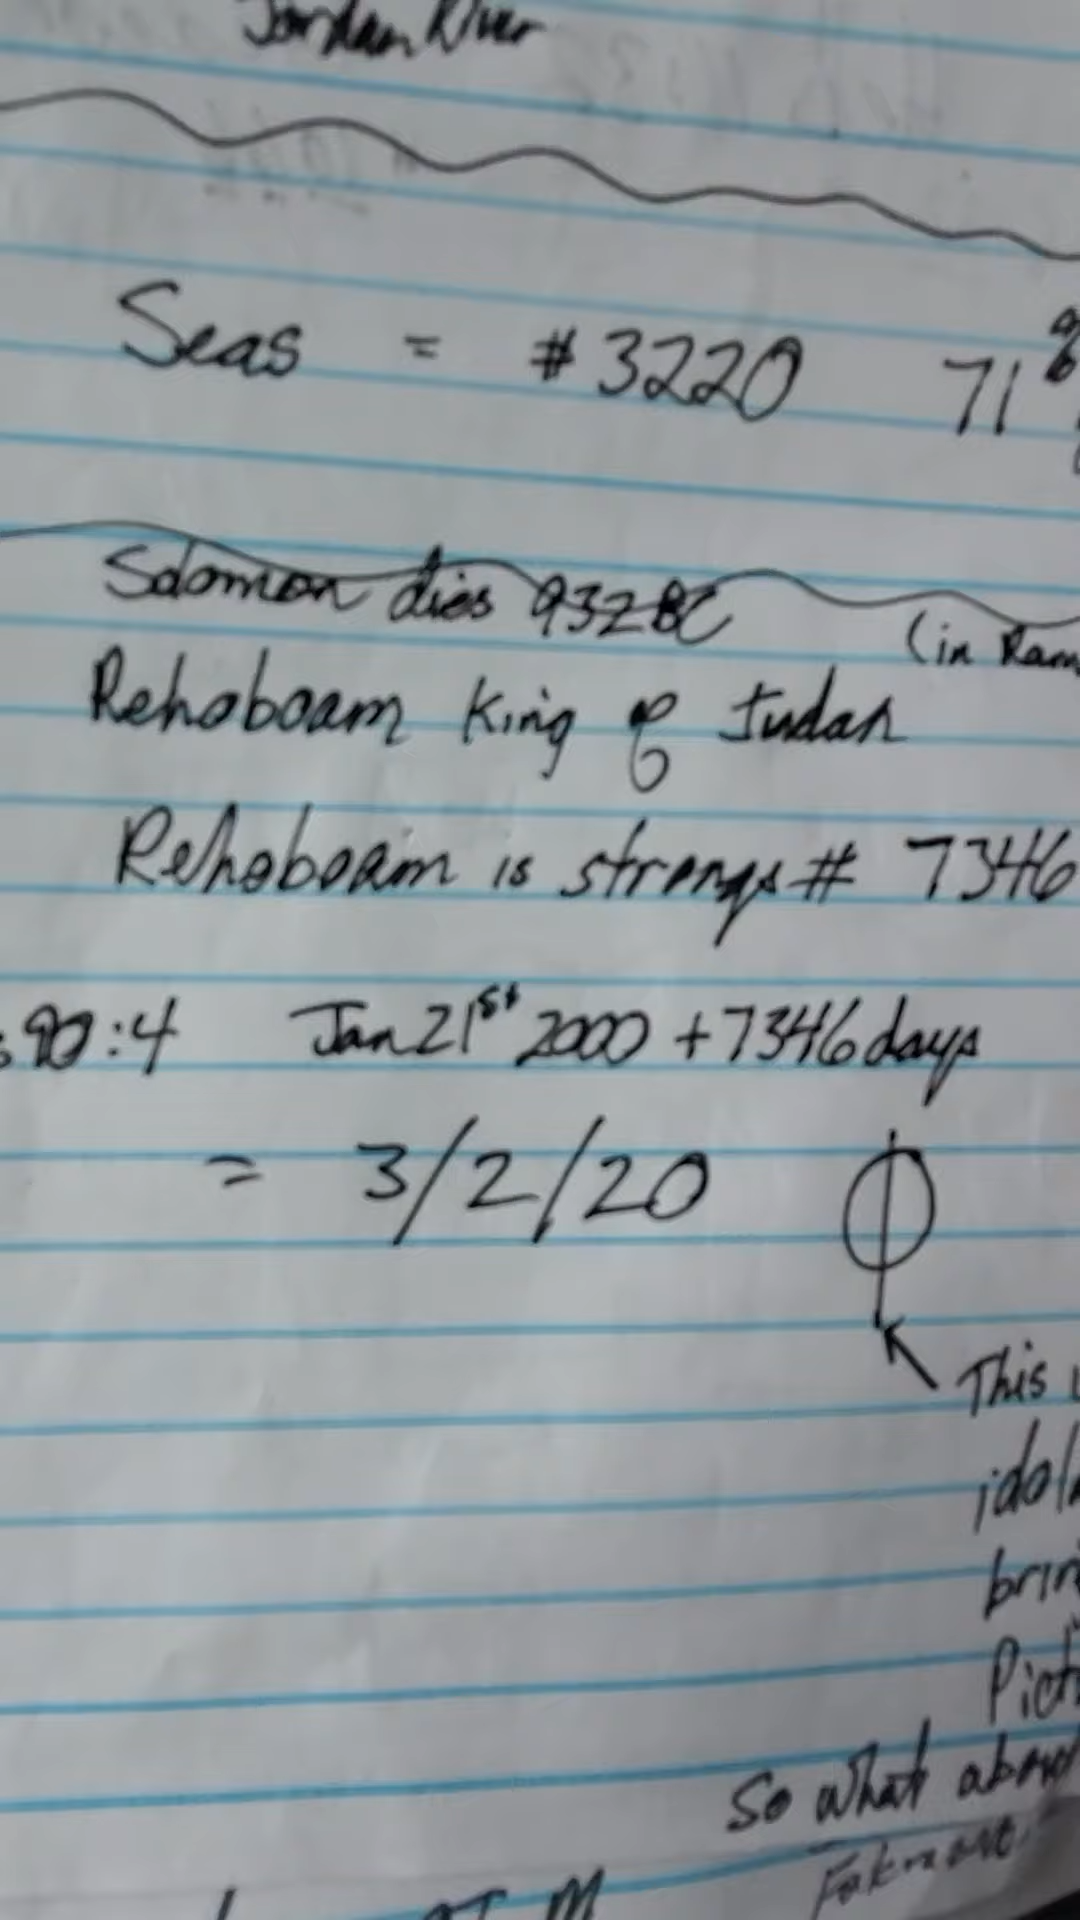 Jordan River
Seas = #3220 71%
Solomon dies 932BC (in Ram
Rehoboam King of Judah
Rehoboam is strongs # 7346
90:4 Jan 21st 2000 + 7346 days
= 3/2/20
This
idol
brin
Pict
So what about